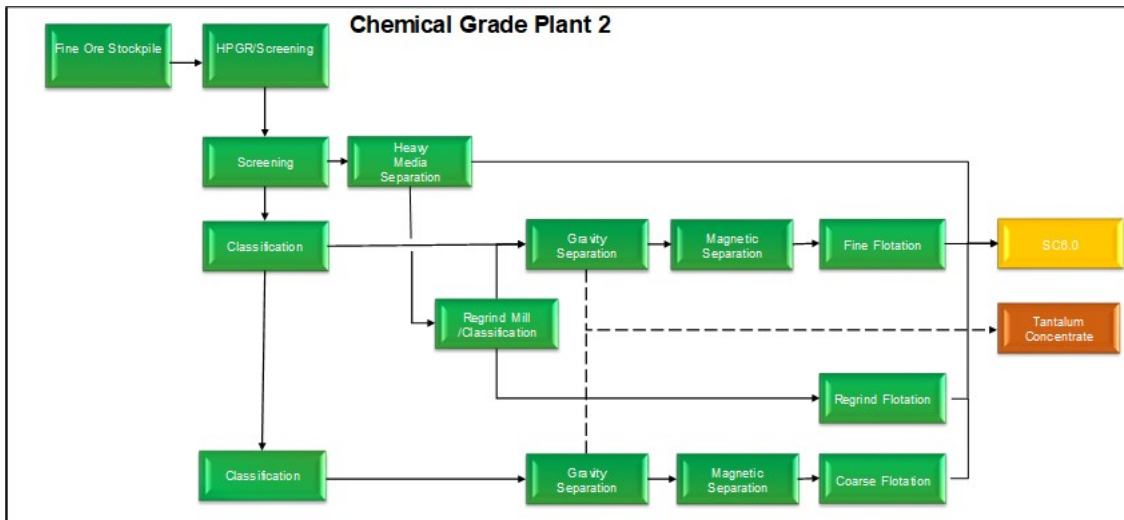 Chemical Grade Plant 2
Fine Ore Stockpile
HPGR/Screening
Screening
Heavy
Media
Separation
Classification
Gravity
Separation
Magnetic
Separation
Fine Flotation
SC6.0
Regrind Mill
/Classification
Tantalum
Concentrate
Regrind Flotation
Classification
Gravity
Separation
Magnetic
Separation
Coarse Flotation